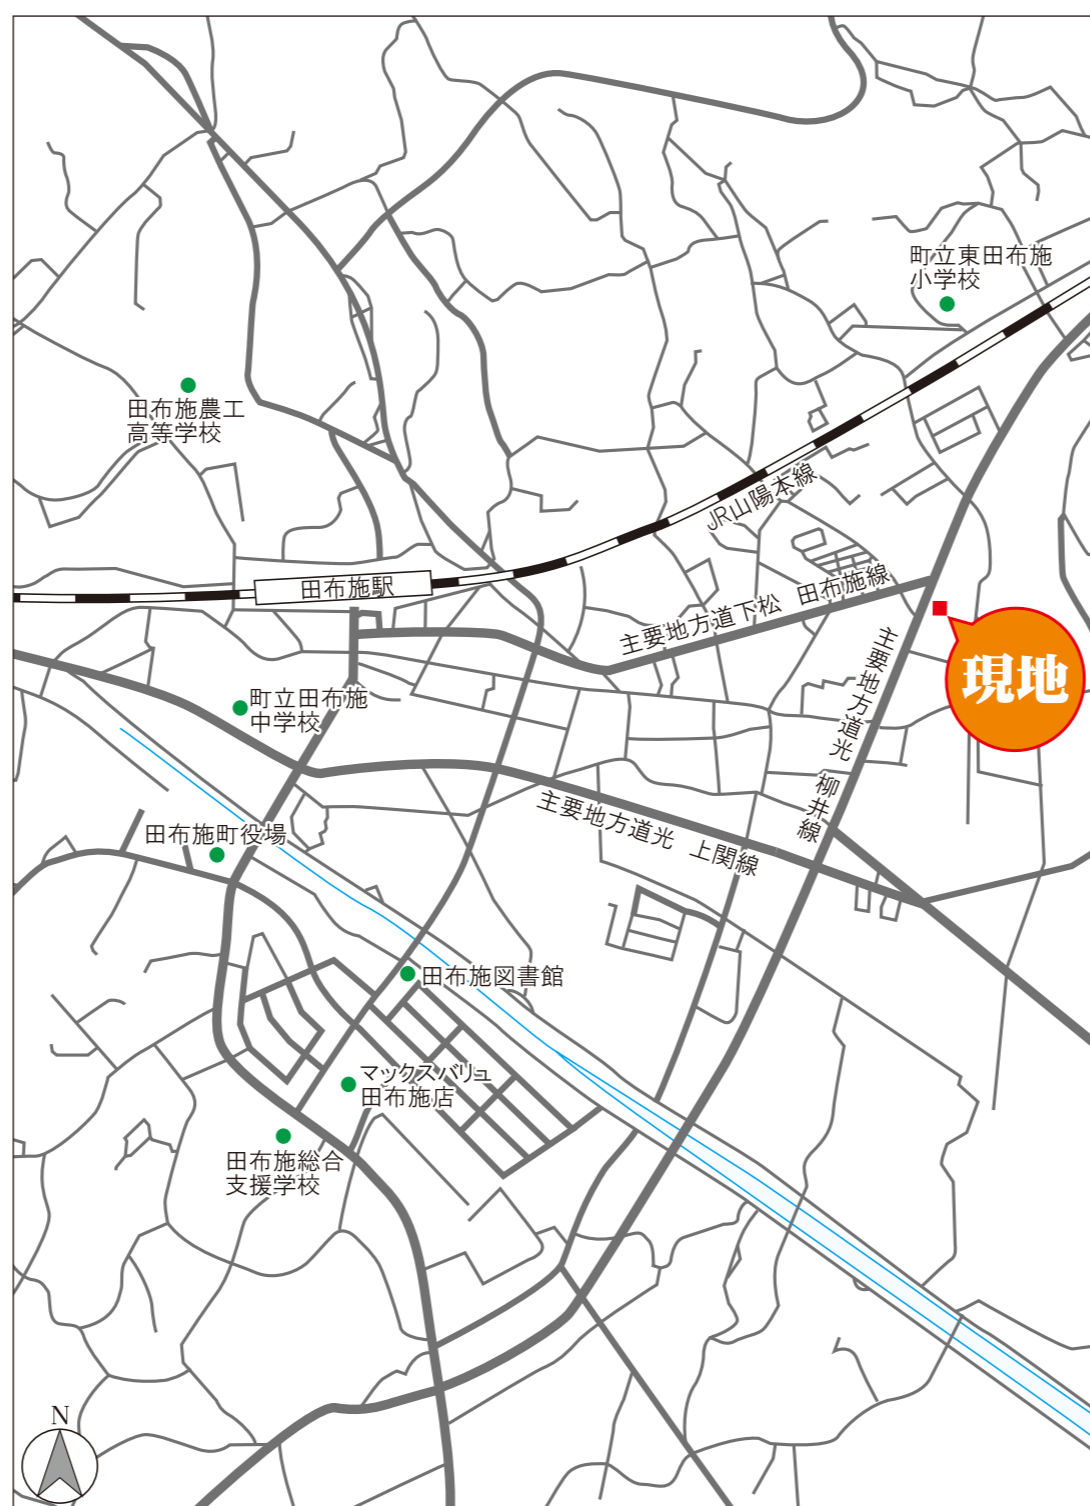 町立東田布施
小学校
田布施農工
高等学校
JR山陽本線
田布施駅
主要地方道下松 田布施線
現地
主要地方道光 柳井線
町立田布施
中学校
主要地方道光 上関線
田布施町役場
田布施図書館
マックスバリュ
田布施店
田布施総合
支援学校
N